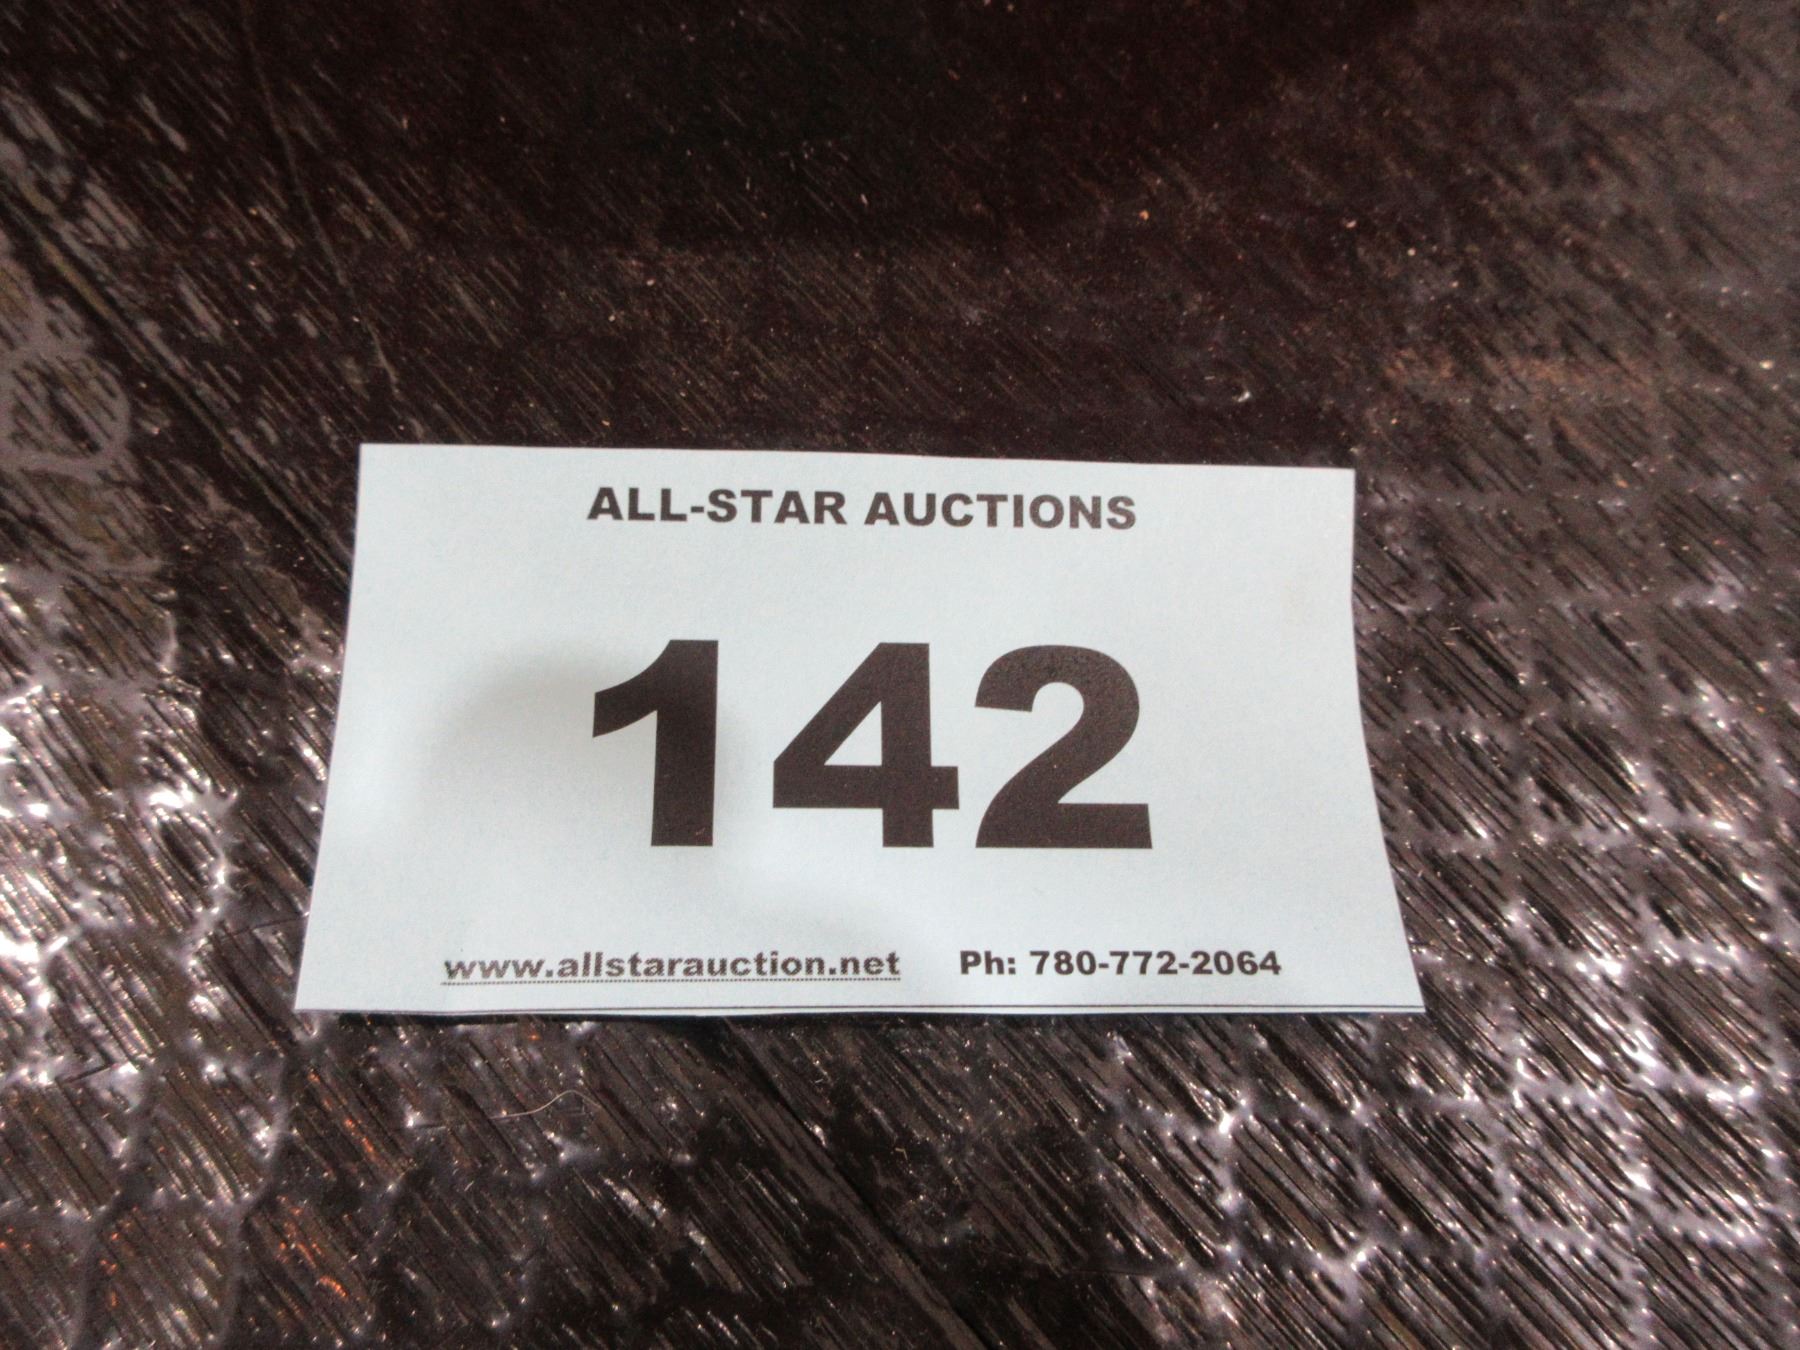 ALL-STAR AUCTIONS
142
www.allstarauction.net Ph: 780-772-2064